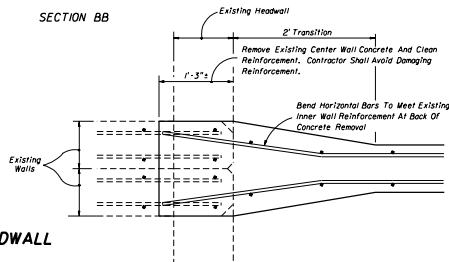 SECTION BB
Existing Headwall
2' Transition
Remove Existing Center Wall Concrete And Clean
Reinforcement. Contractor Shall Avoid Damaging
Reinforcement.
1'-3"±
Bend Horizontal Bars To Meet Existing
Inner Wall Reinforcement At Back Of
Concrete Removal
Existing
Walls
DWALL